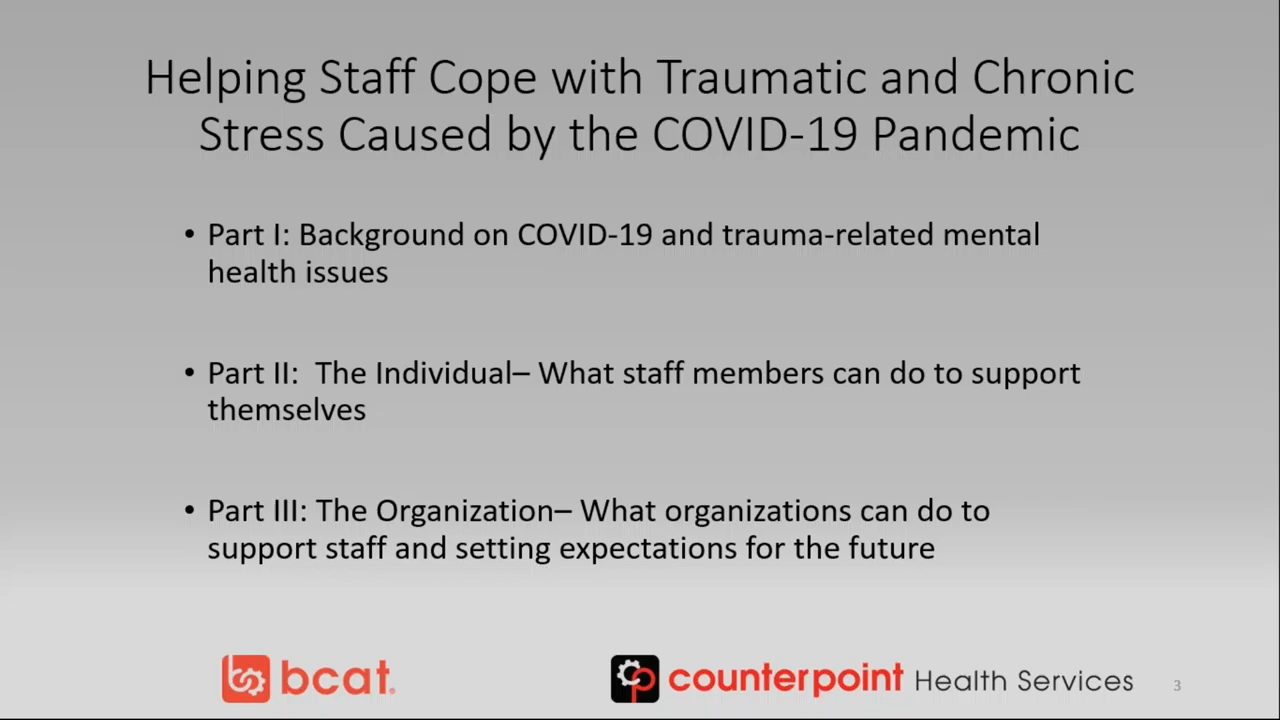 Helping Staff Cope with Traumatic and Chronic
Stress Caused by the COVID-19 Pandemic
• Part I: Background on COVID-19 and trauma-related mental
health issues
• Part II:  The Individual– What staff members can do to support
themselves
• Part III: The Organization– What organizations can do to
support staff and setting expectations for the future
bcat.
counterpoint Health Services
3